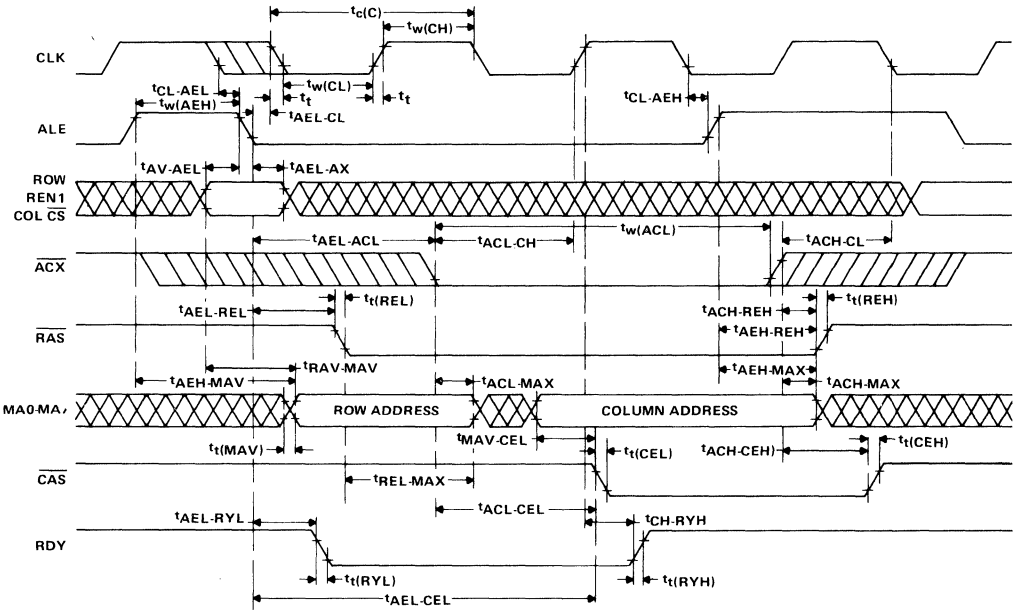 tc(C)
tw(CH)
CLK
tCL-AEL
tw(CL)
tw(AEH)
tt
tt
tCL-AEH
tAEL-CL
ALE
tAV-AEL
tAEL-AX
ROW
REN1
COL CS
tw(ACL)
tAEL-ACL
tACL-CH
tACH-CL
ACX
tt(REL)
tt(REH)
tAEL-REL
tACH-REH
RAS
tAEH-REH
tRAV-MAV
tAEH-MAX
tAEH-MAV
tACL-MAX
tACH-MAX
ROW ADDRESS
COLUMN ADDRESS
tMAV-CEL
tt(MAV)
tt(CEL)
tACH-CEH)
tt(CEH)
CAS
tREL-MAX
tACL-CEL
tAEL-RYL
tCH-RYH
RDY
tt(RYL)
tt(RYH)
tAEL-CEL